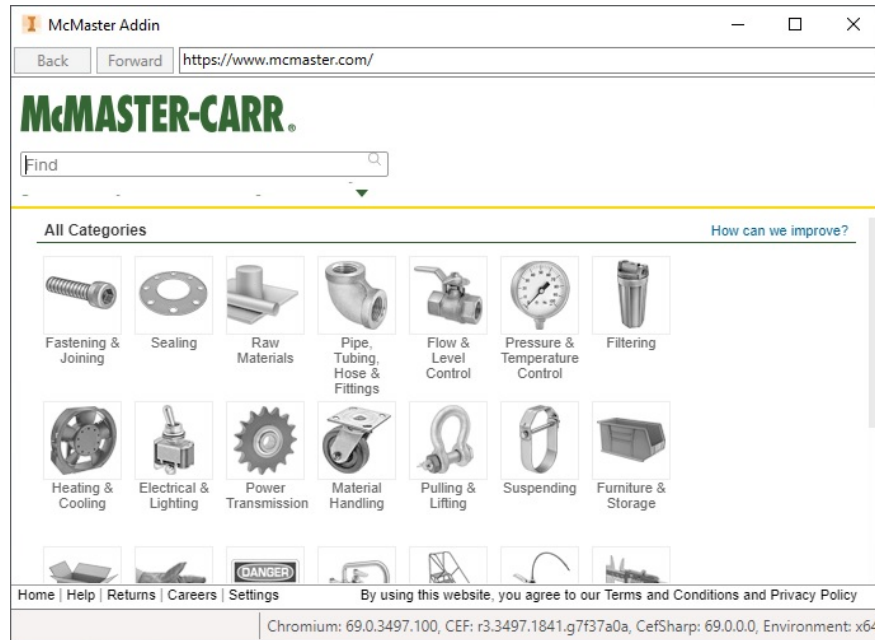 McMaster Addin
Back Forward https://www.mcmaster.com/
McMASTER-CARR®
Find
All Categories How can we improve?
Fastening & Joining
Sealing
Raw Materials
Pipe, Tubing, Hose & Fittings
Flow & Level Control
Pressure & Temperature Control
Filtering
Heating & Cooling
Electrical & Lighting
Power Transmission
Material Handling
Pulling & Lifting
Suspending
Furniture & Storage
DANGER
Home | Help | Returns | Careers | Settings By using this website, you agree to our Terms and Conditions and Privacy Policy
Chromium: 69.0.3497.100, CEF: r3.3497.1841.g7f37a0a, CefSharp: 69.0.0.0, Environment: x64